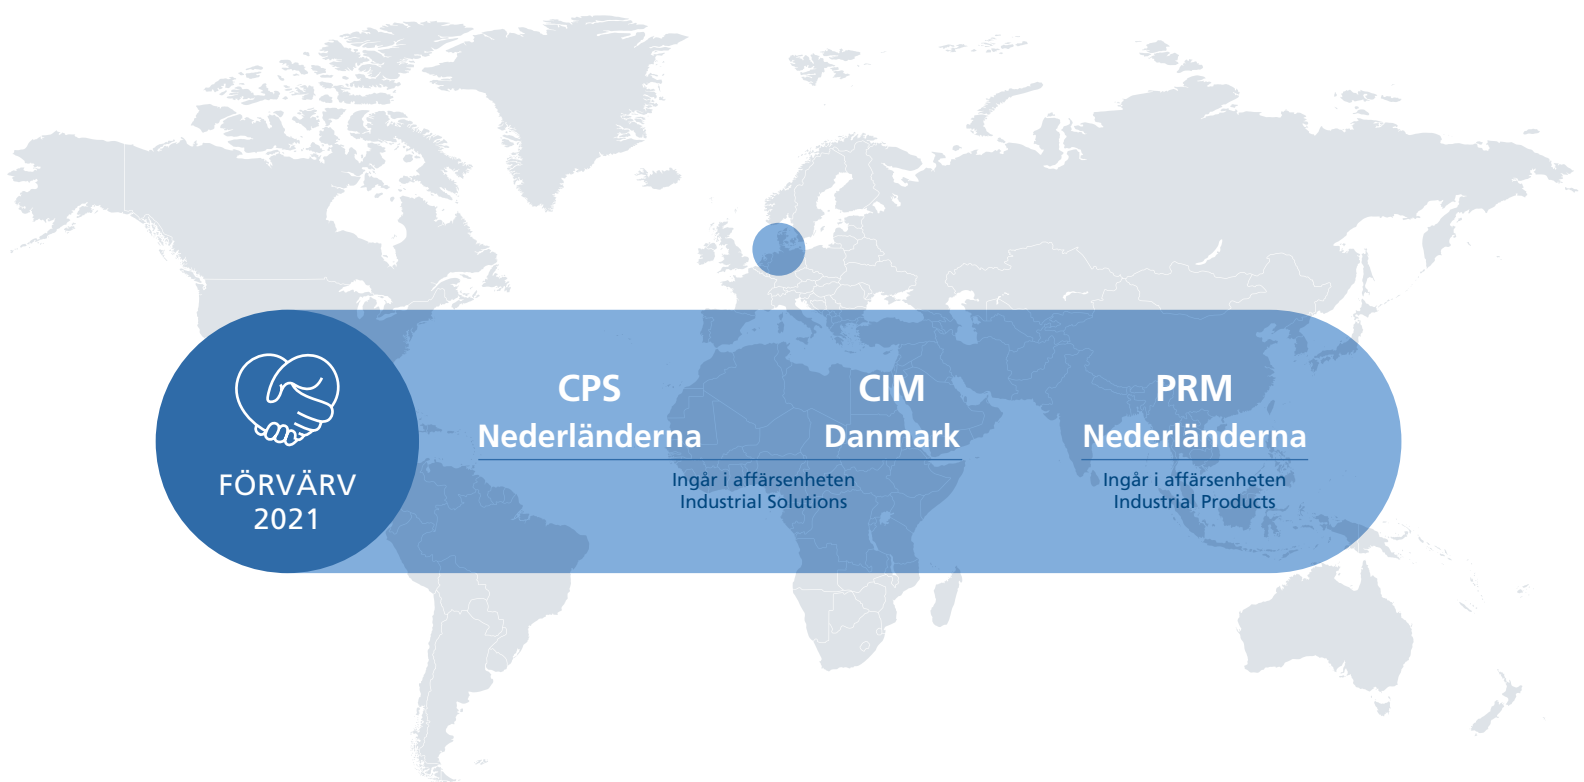 FÖRVÄRV
2021
CPS
Nederländerna
CIM
Danmark
Ingår i affärsenheten
Industrial Solutions
PRM
Nederländerna
Ingår i affärsenheten
Industrial Products